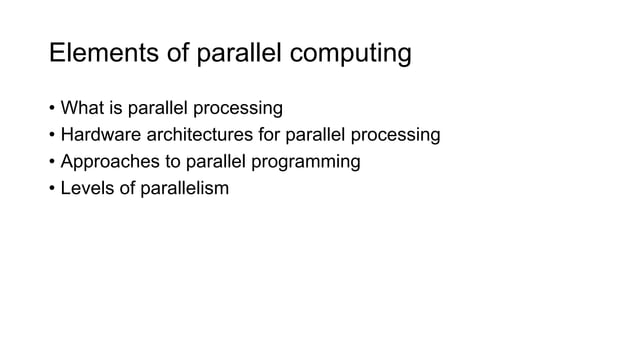 Elements of parallel computing
• What is parallel processing
• Hardware architectures for parallel processing
• Approaches to parallel programming
• Levels of parallelism